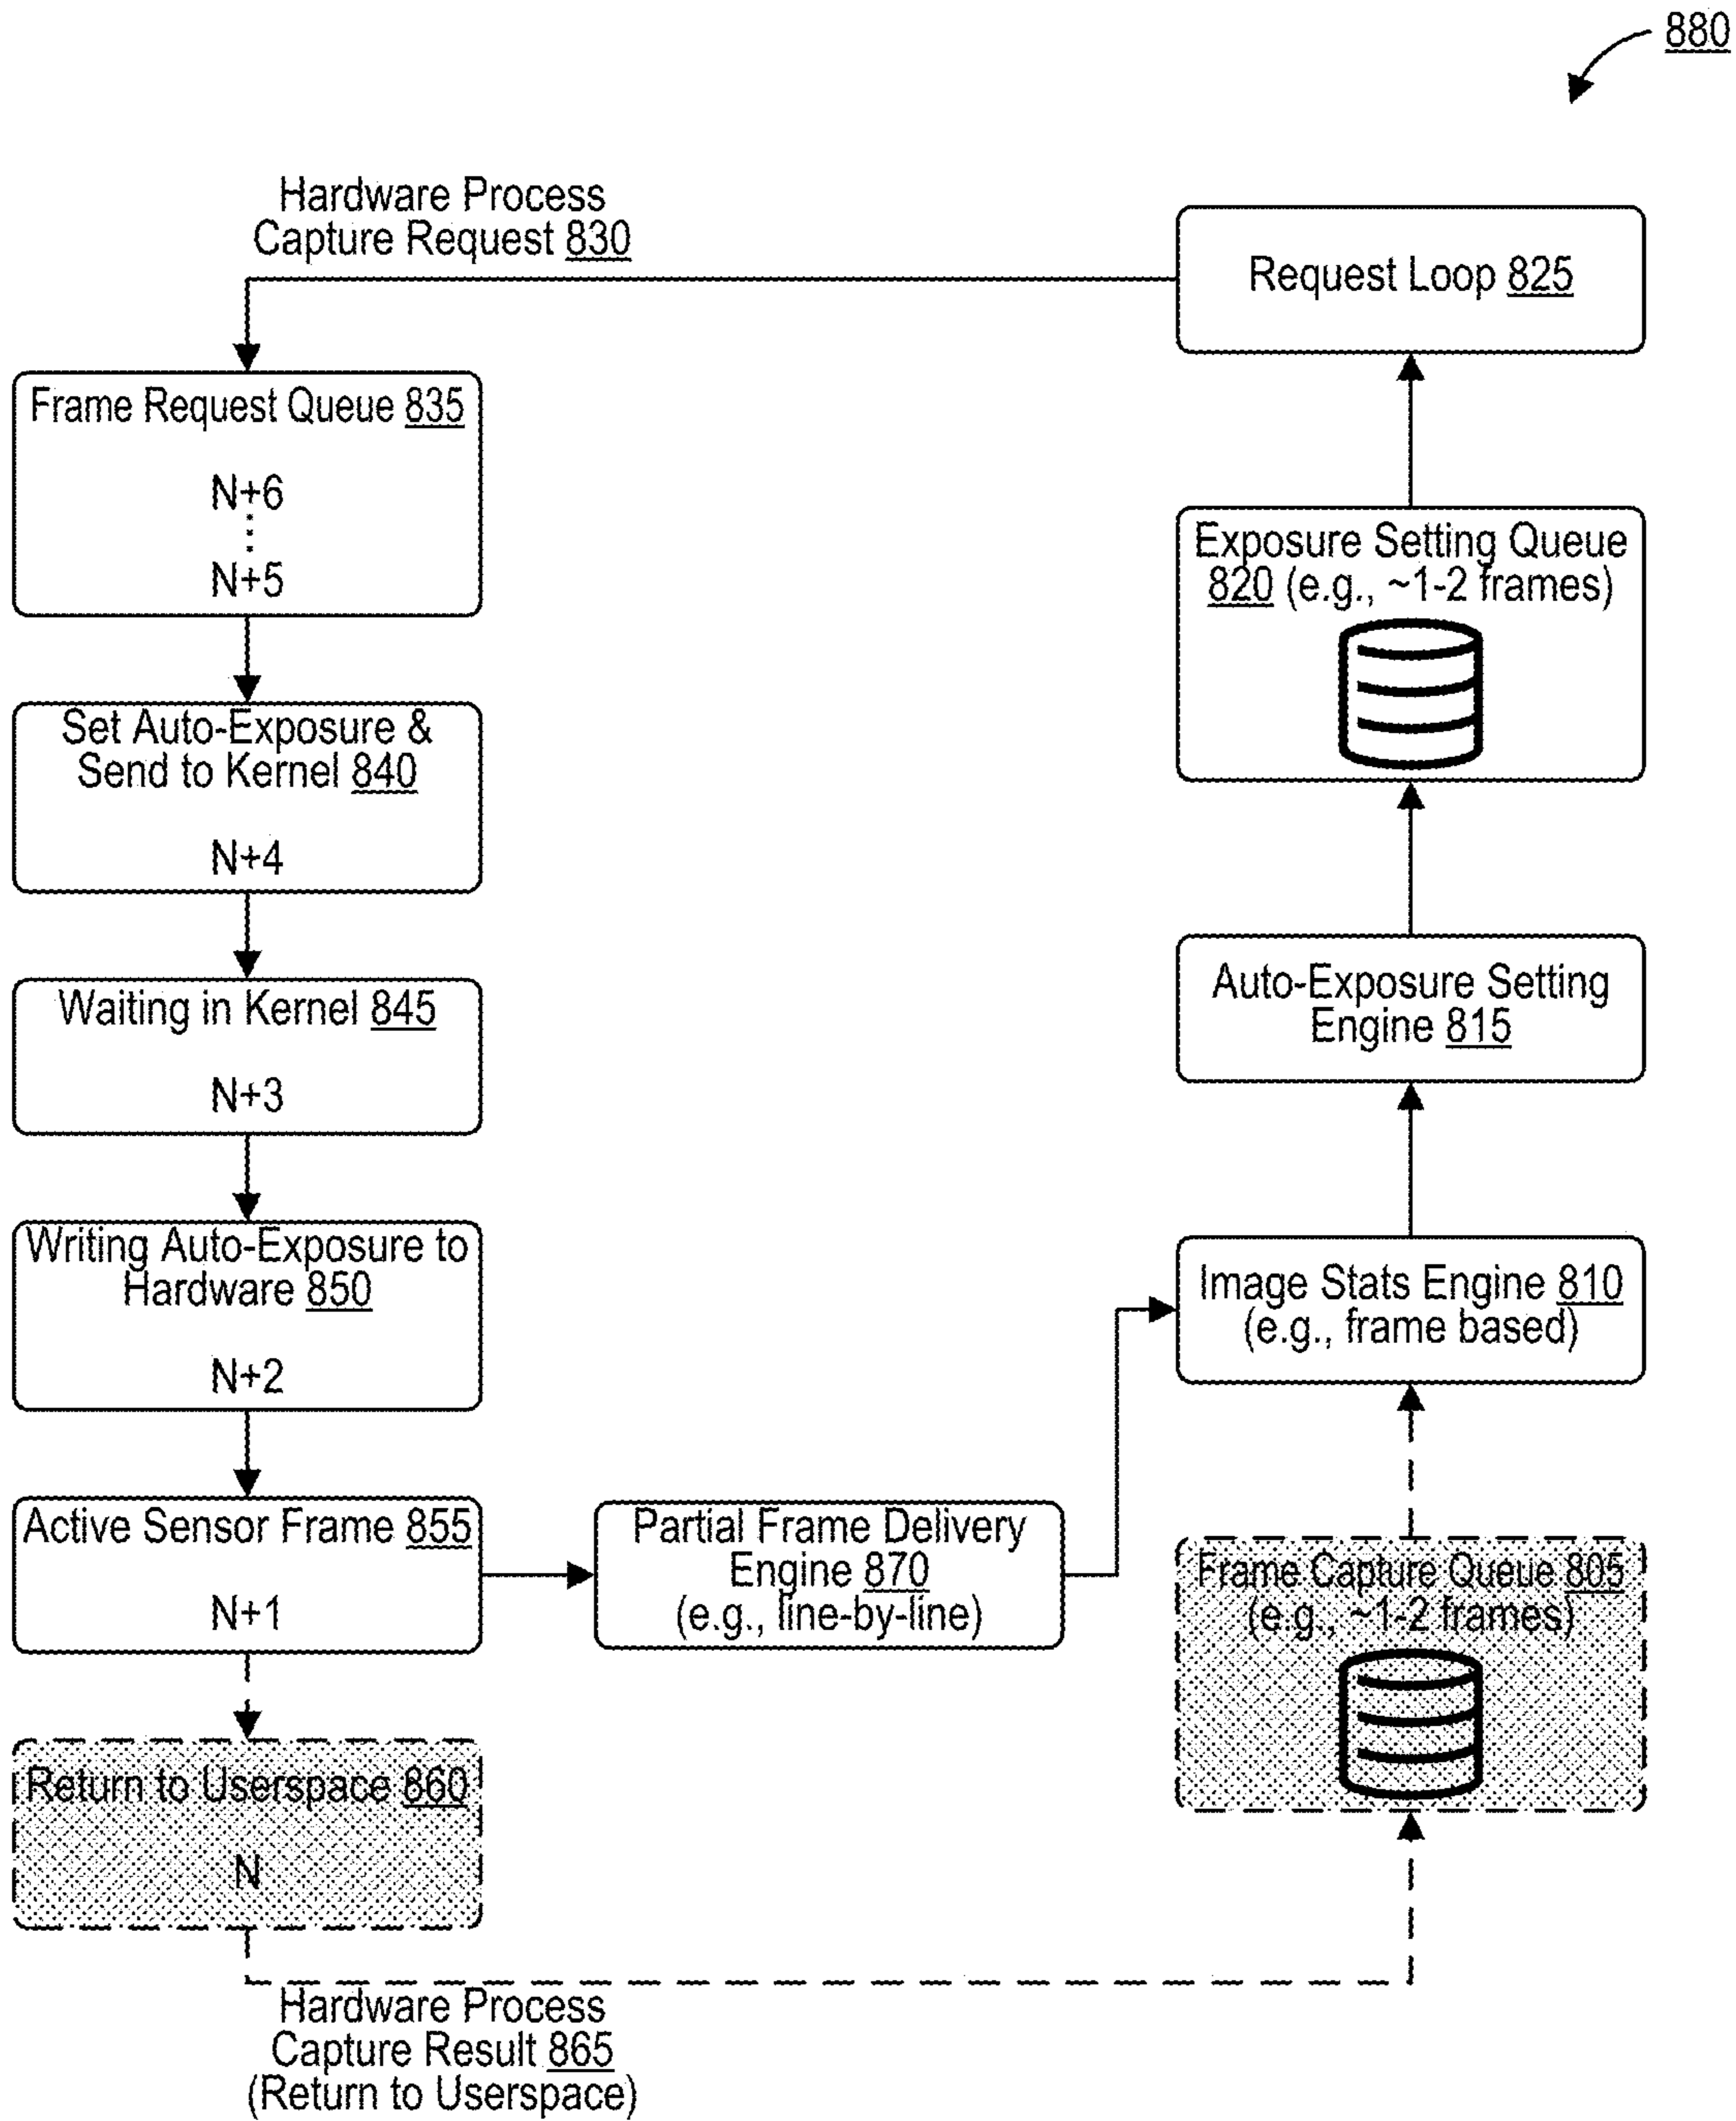 880
Hardware Process
Capture Request 830
Request Loop 825
Frame Request Queue 835
N+6
N+5
Exposure Setting Queue
820 (e.g., ~1-2 frames)
Set Auto-Exposure &
Send to Kernel 840
N+4
Auto-Exposure Setting
Engine 815
Waiting in Kernel 845
N+3
Writing Auto-Exposure to
Hardware 850
N+2
Image Stats Engine 810
(e.g., frame based)
Active Sensor Frame 855
N+1
Partial Frame Delivery
Engine 870
(e.g., line-by-line)
Frame Capture Queue 805
(e.g., ~1-2 frames)
Return to Userspace 860
N
Hardware Process
Capture Result 865
(Return to Userspace)